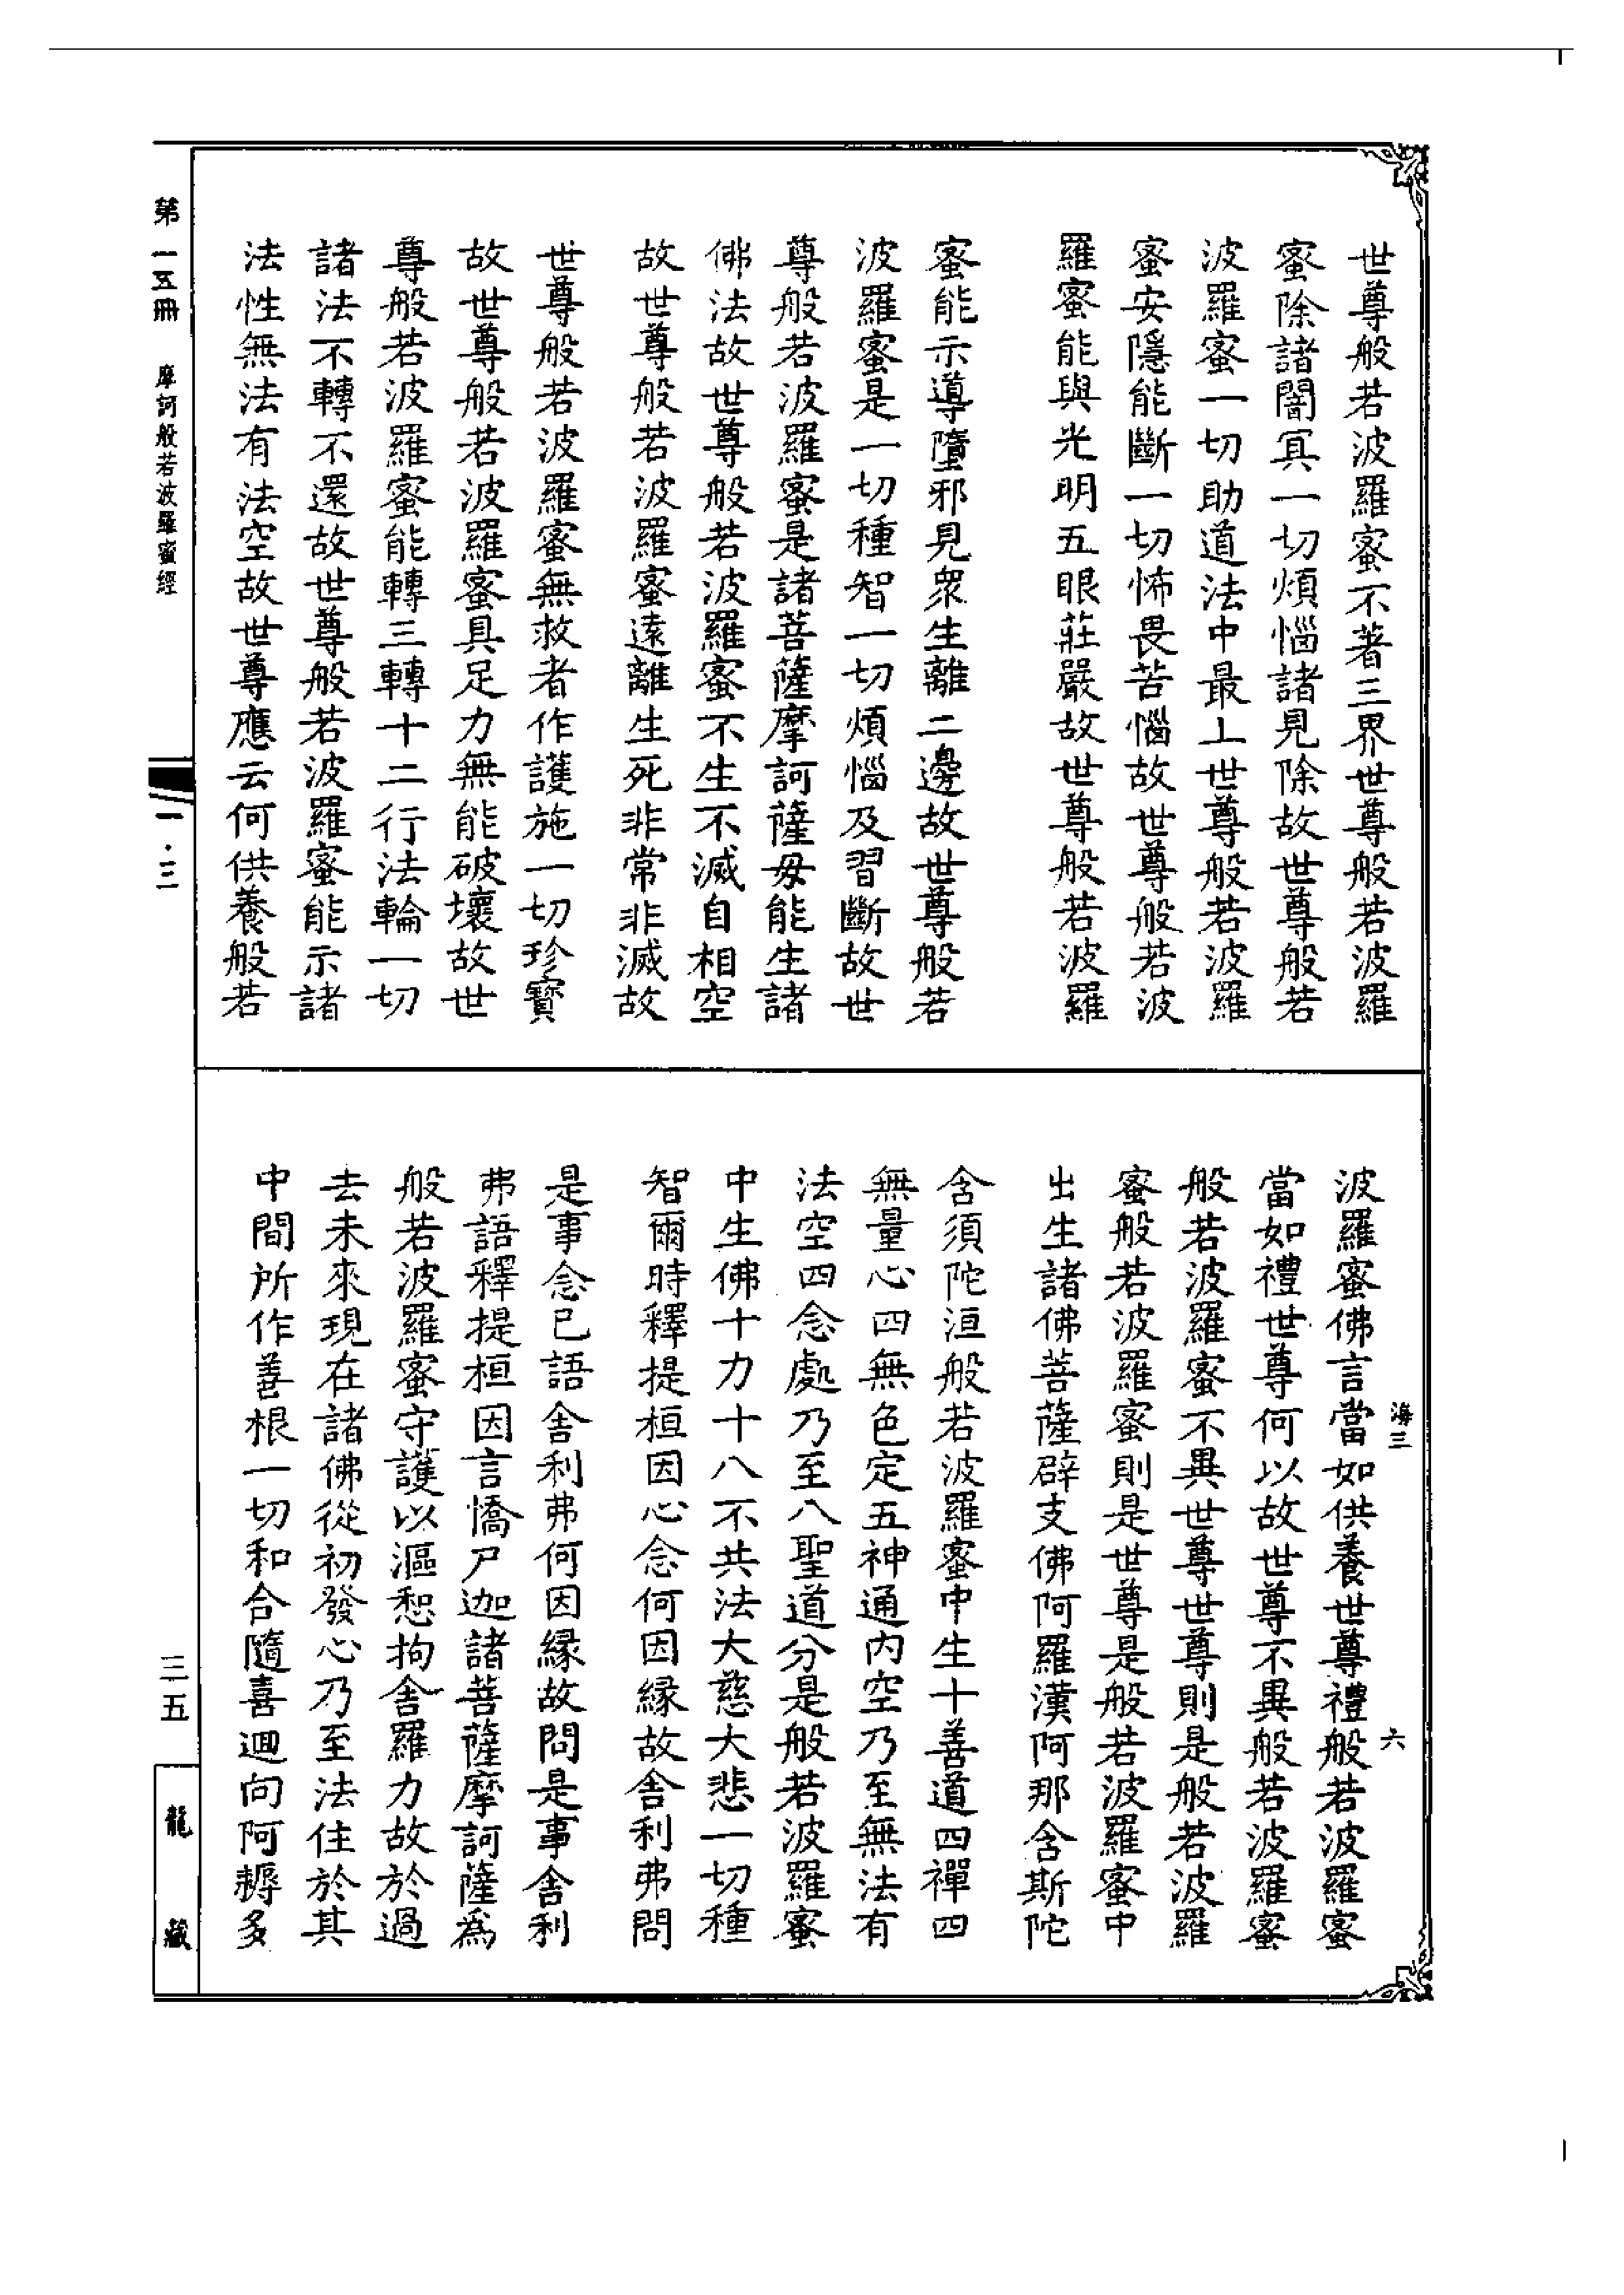 世尊般若波羅蜜不著三界世尊般若波羅
蜜除諸闇冥一切煩惱諸見除故世尊般若
波羅蜜一切助道法中最上世尊般若波羅
蜜安隱能斷一切怖畏苦惱故世尊般若波
羅蜜能與光明五眼莊嚴故世尊般若波羅
蜜能示導墮邪見衆生離二邊故世尊般若
波羅蜜是一切種智一切煩惱及習斷故世
尊般若波羅蜜是諸菩薩摩訶薩母能生諸
佛法故世尊般若波羅蜜不生不滅自相空
故世尊般若波羅蜜遠離生死非常非滅故
世尊般若波羅蜜無救者作護施一切珍寶
故世尊般若波羅蜜具足力無能破壞故世
尊般若波羅蜜能轉三轉十二行法輪一切
諸法不轉不還故世尊般若波羅蜜能示諸
法性無法有法空故世尊應云何供養般若
海三
六
波羅蜜佛言當如供養世尊禮般若波羅蜜
當如禮世尊何以故世尊不異般若波羅蜜
般若波羅蜜不異世尊世尊則是般若波羅
蜜般若波羅蜜則是世尊是般若波羅蜜中
出生諸佛菩薩辟支佛阿羅漢阿那含斯陀
含須陀洹般若波羅蜜中生十善道四禪四
無量心四無色定五神通內空乃至無法有
法空四念處乃至八聖道分是般若波羅蜜
中生佛十力十八不共法大慈大悲一切種
智爾時釋提桓因心念何因緣故舍利弗問
是事念已語舍利弗何因緣故問是事舍利
弗語釋提桓因言憍尸迦諸菩薩摩訶薩為
般若波羅蜜守護以漚惒拘舍羅力故於過
去未來現在諸佛從初發心乃至法住於其
中間所作善根一切和合隨喜迴向阿耨多
第一五冊
摩訶般若波羅蜜經
一·三
三五
龍藏